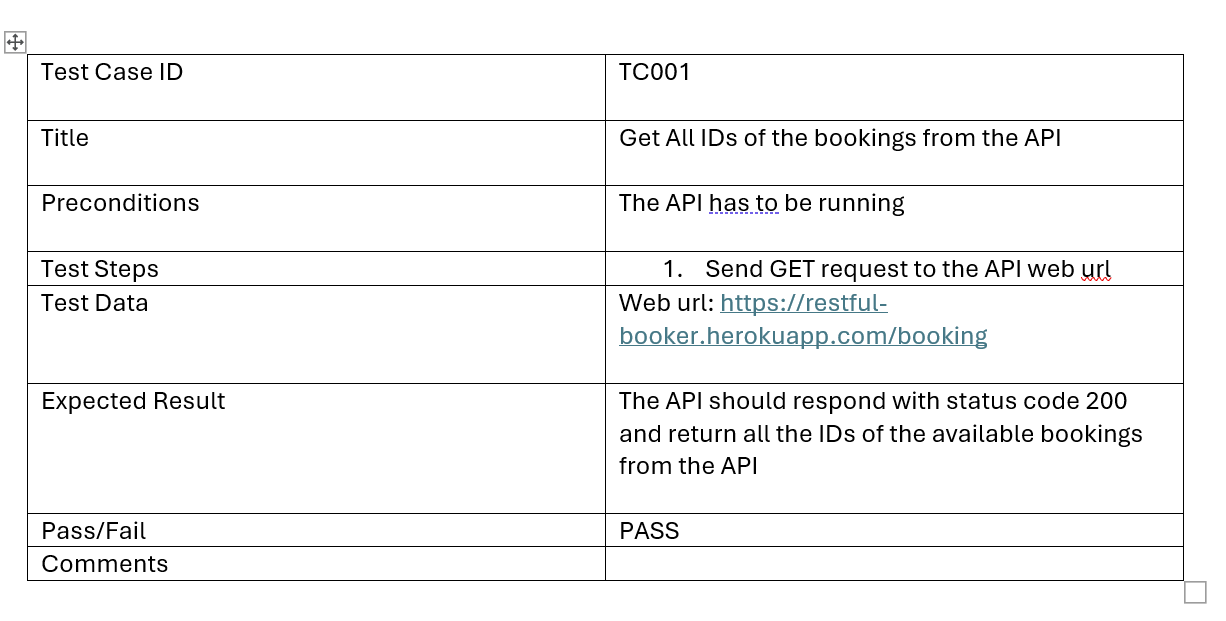 Test Case ID TC001
Title Get All IDs of the bookings from the API
Preconditions The API has to be running
Test Steps 1. Send GET request to the API web url
Test Data Web url: https://restful-
booker.herokuapp.com/booking
Expected Result The API should respond with status code 200
and return all the IDs of the available bookings
from the API
Pass/Fail PASS
Comments